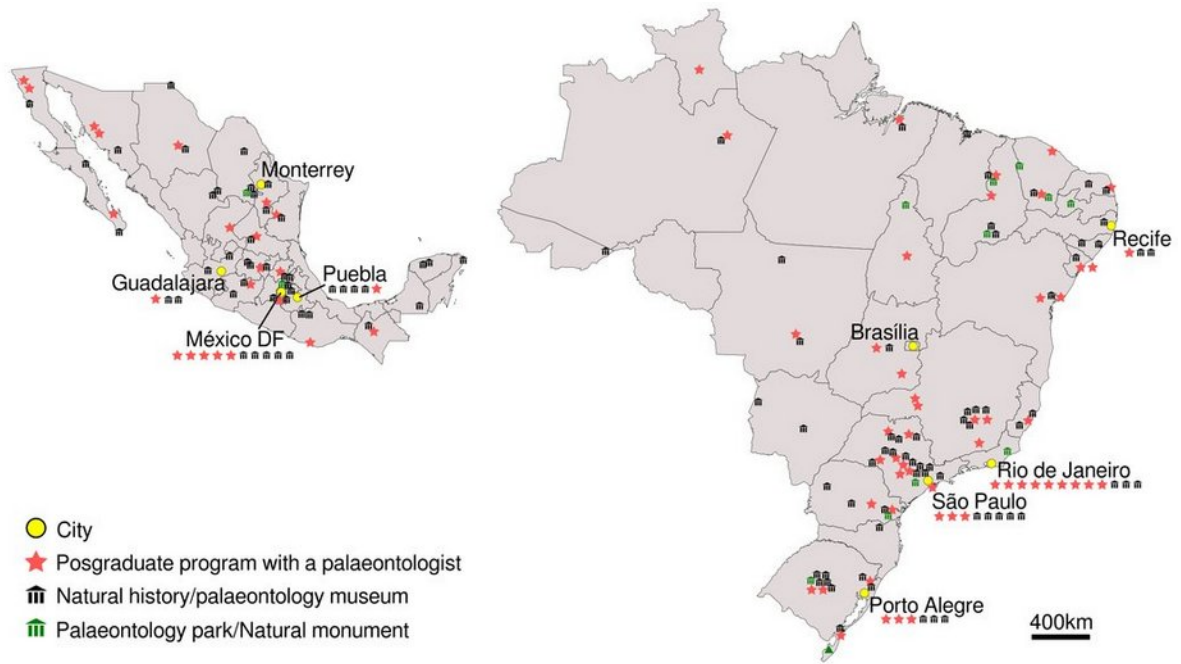 Monterrey
Guadalajara
Puebla
México DF
Recife
Brasília
Rio de Janeiro
São Paulo
Porto Alegre
City
Posgraduate program with a palaeontologist
Natural history/palaeontology museum
Palaeontology park/Natural monument
400km